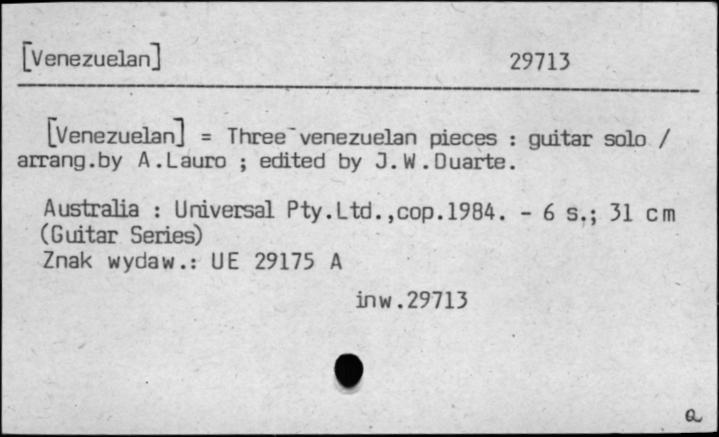 [Venezuelan] 29713
[Venezuelan] = Three venezuelan pieces : guitar solo /
arrang.by A.Lauro ; edited by J.W.Duarte.
Australia : Universal Pty.Ltd.,cop.1984. - 6 s.; 31 cm
(Guitar Series)
Znak wydaw.: UE 29175 A
inw.29713
a